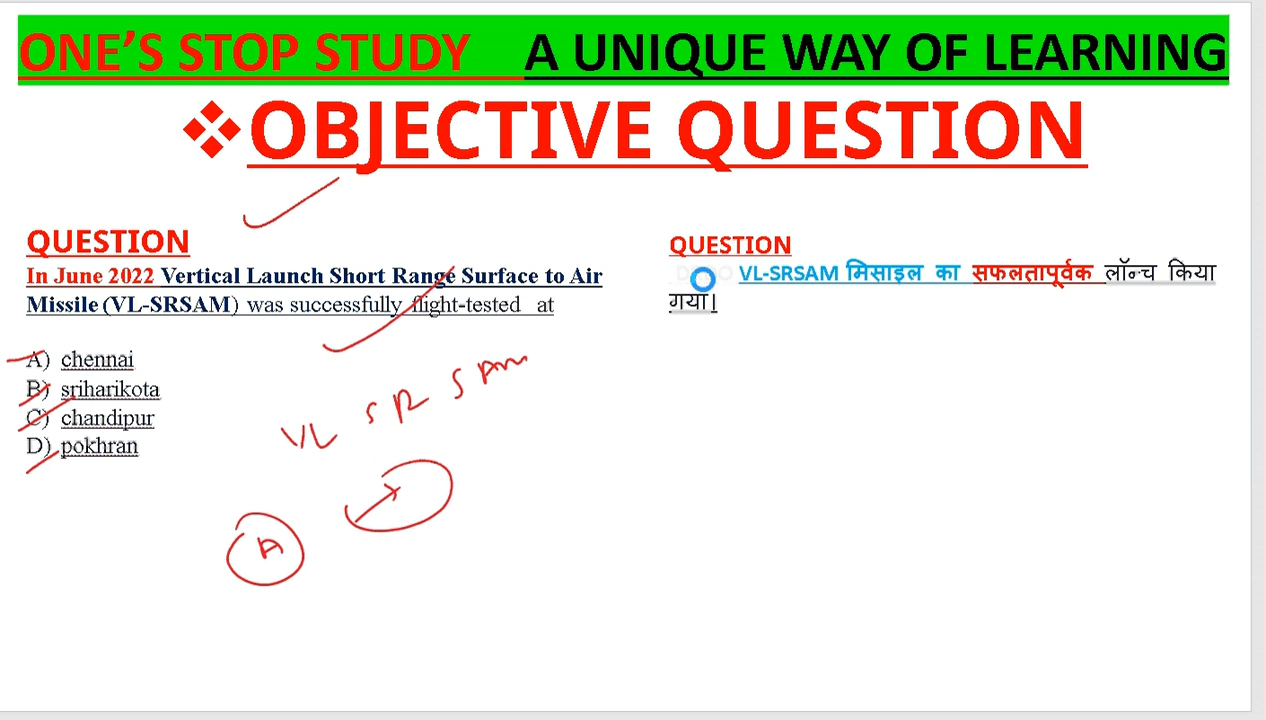 ONE'S STOP STUDY A UNIQUE WAY OF LEARNING
❖OBJECTIVE QUESTION
QUESTION
In June 2022 Vertical Launch Short Range Surface to Air
Missile (VL-SRSAM) was successfully flight-tested at
A) chennai
B) sriharikota
C) chandipur
D) pokhran
VL SR SAM
A
QUESTION
VL-SRSAM मिसाइल का सफलतापूर्वक लॉन्च किया
गया।